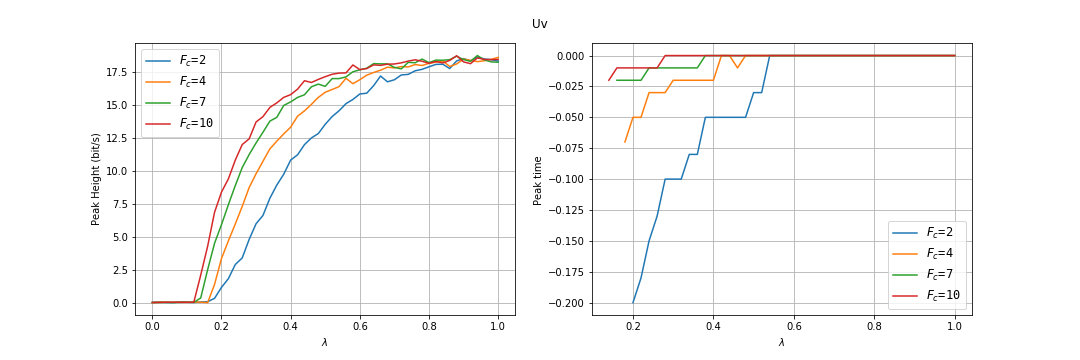 Uv
Peak Height (bit/s)
17.5
15.0
12.5
10.0
7.5
5.0
2.5
0.0
0.0 0.2 0.4 0.6 0.8 1.0
λ
F_c=2
F_c=4
F_c=7
F_c=10
Peak time
0.000
−0.025
−0.050
−0.075
−0.100
−0.125
−0.150
−0.175
−0.200
0.2 0.4 0.6 0.8 1.0
λ
F_c=2
F_c=4
F_c=7
F_c=10